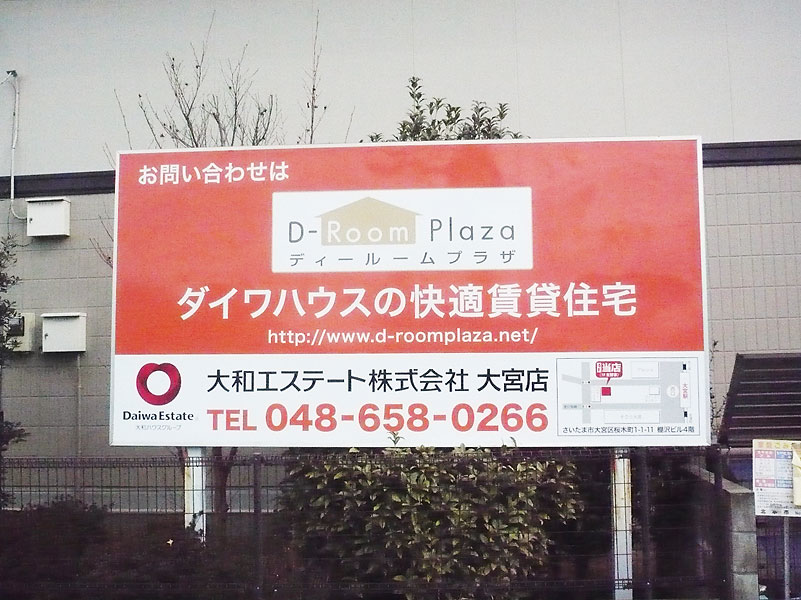 お問い合わせは
D-Room Plaza
ディールームプラザ
ダイワハウスの快適賃貸住宅
http://www.d-roomplaza.net/
大和エステート株式会社 大宮店
TEL 048-658-0266
Daiwa Estate
大和ハウスグループ
当店
さいたま市大宮区桜木町1-1-11 棚沢ビル4階